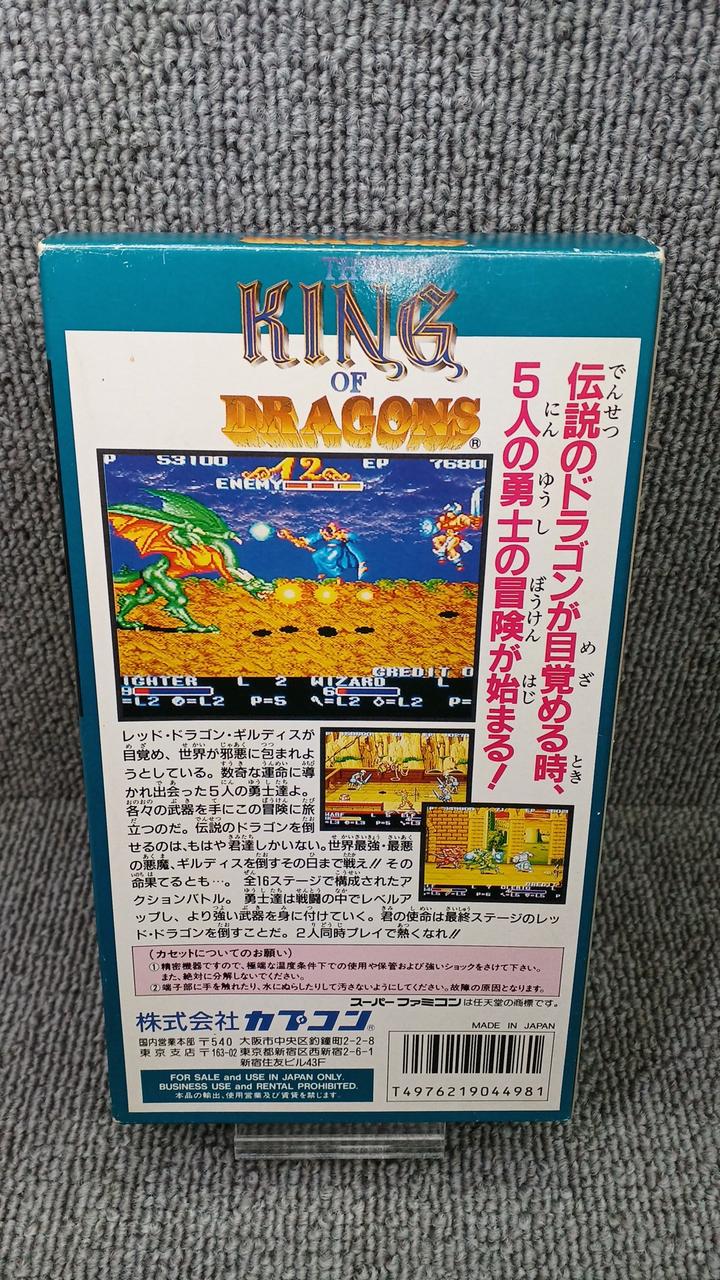 THE
KING
OF
DRAGONS®
伝説のドラゴンが目覚める時、
5人の勇士の冒険が始まる!
P 53100 12 EP 7680
ENEMY
CREDIT 0
IGHTER L 2 WIZARD L
9 6
=L2 =L2 P=5 =L2 =L2 P=
レッド・ドラゴン・ギルディスが
目覚め、世界が邪悪に包まれよ
うとしている。数奇な運命に導
かれ出会った5人の勇士達よ。
各々の武器を手にこの冒険に旅
立つのだ。伝説のドラゴンを倒
せるのは、もはや君達しかいない。世界最強・最悪
の悪魔、ギルディスを倒すその日まで戦え!!その
命果てるとも…。全16ステージで構成されたア
クションバトル。勇士達は戦闘の中でレベルア
ップし、より強い武器を身に付けていく。君の使命は最終ステージのレッ
ド・ドラゴンを倒すことだ。2人同時プレイで熱くなれ!!
(カセットについてのお願い)
①精密機器ですので、極端な温度条件下での使用や保管および強いショックをさけて下さい。
また、絶対に分解しないでください。
②端子部に手を触れたり、水にぬらしたりして汚さないようにしてください。故障の原因となります。
スーパーファミコンは任天堂の商標です。
株式会社カプコン®
MADE IN JAPAN
国内営業本部 〒540 大阪市中央区釣鐘町2-2-8
東京支店 〒163-02 東京都新宿区西新宿2-6-1
新宿住友ビル43F
FOR SALE and USE IN JAPAN ONLY.
BUSINESS USE and RENTAL PROHIBITED.
本品の輸出、使用営業及び賃貸を禁じます。
T4976219044981